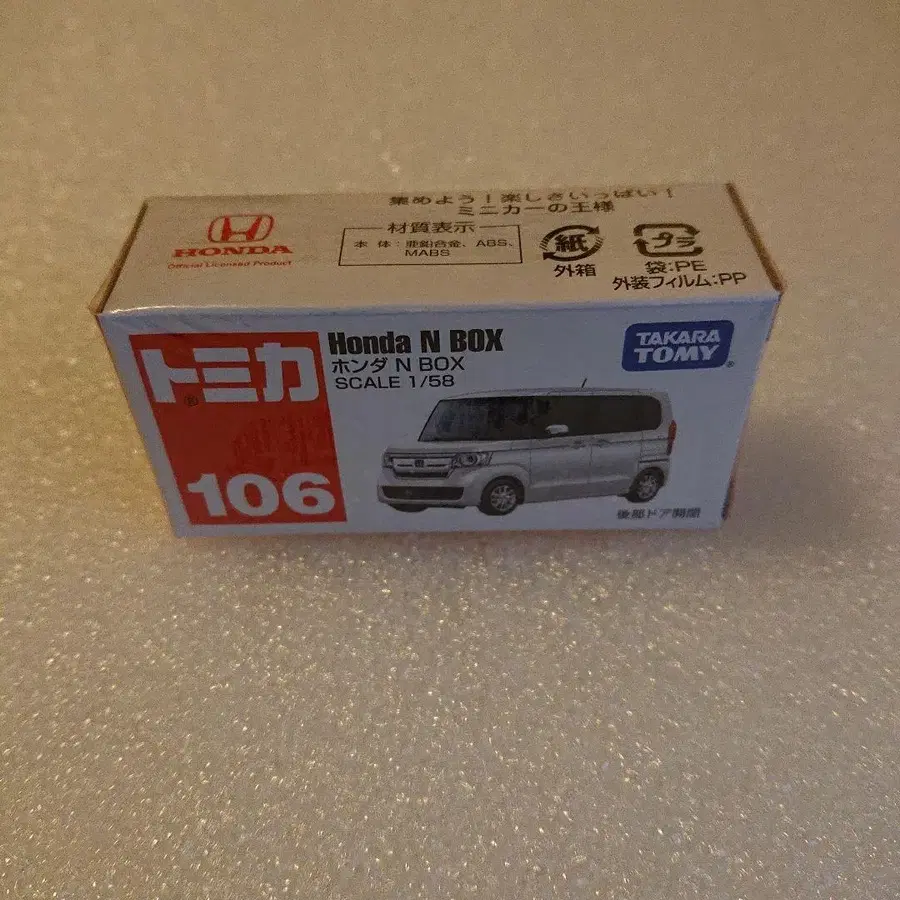 集めよう！楽しさいっぱい！
ミニカーの王様
HONDA
Official Licensed Product
材質表示
本 体：亜鉛合金、ABS、
MABS
紙
外箱
プラ
袋:PE
外装フィルム:PP
トミカ
®
106
Honda N BOX
ホンダ N BOX
SCALE 1/58
TAKARA
TOMY
®
後部ドア開閉